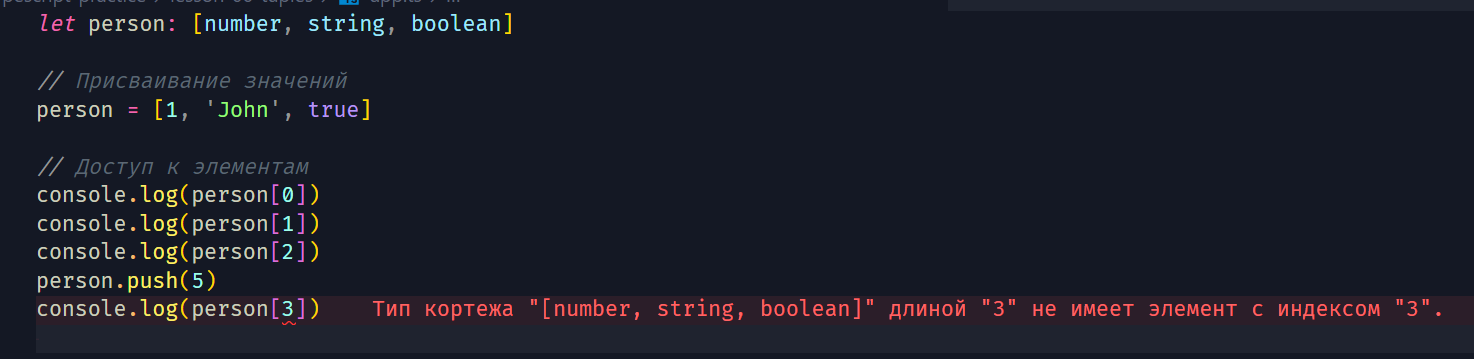 let person: [number, string, boolean]
// Присваивание значений
person = [1, 'John', true]
// Доступ к элементам
console.log(person[0])
console.log(person[1])
console.log(person[2])
person.push(5)
console.log(person[3]) Тип кортежа "[number, string, boolean]" длиной "3" не имеет элемент с индексом "3".